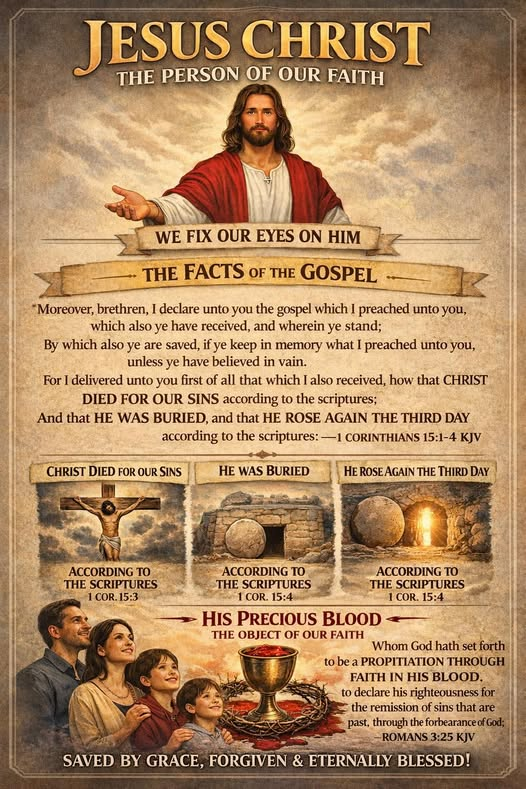 JESUS CHRIST
THE PERSON OF OUR FAITH
WE FIX OUR EYES ON HIM
THE FACTS OF THE GOSPEL
"Moreover, brethren, I declare unto you the gospel which I preached unto you,
which also ye have received, and wherein ye stand;
By which also ye are saved, if ye keep in memory what I preached unto you,
unless ye have believed in vain.
For I delivered unto you first of all that which I also received, how that CHRIST
DIED FOR OUR SINS according to the scriptures;
And that HE WAS BURIED, and that HE ROSE AGAIN THE THIRD DAY
according to the scriptures: —1 CORINTHIANS 15:1-4 KJV
CHRIST DIED FOR OUR SINS
ACCORDING TO
THE SCRIPTURES
1 COR. 15:3
HE WAS BURIED
ACCORDING TO
THE SCRIPTURES
1 COR. 15:4
HE ROSE AGAIN THE THIRD DAY
ACCORDING TO
THE SCRIPTURES
1 COR. 15:4
HIS PRECIOUS BLOOD
THE OBJECT OF OUR FAITH
Whom God hath set forth
to be a PROPITIATION THROUGH
FAITH IN HIS BLOOD.
to declare his righteousness for
the remission of sins that are
past, through the forbearance of God;
—ROMANS 3:25 KJV
SAVED BY GRACE, FORGIVEN & ETERNALLY BLESSED!